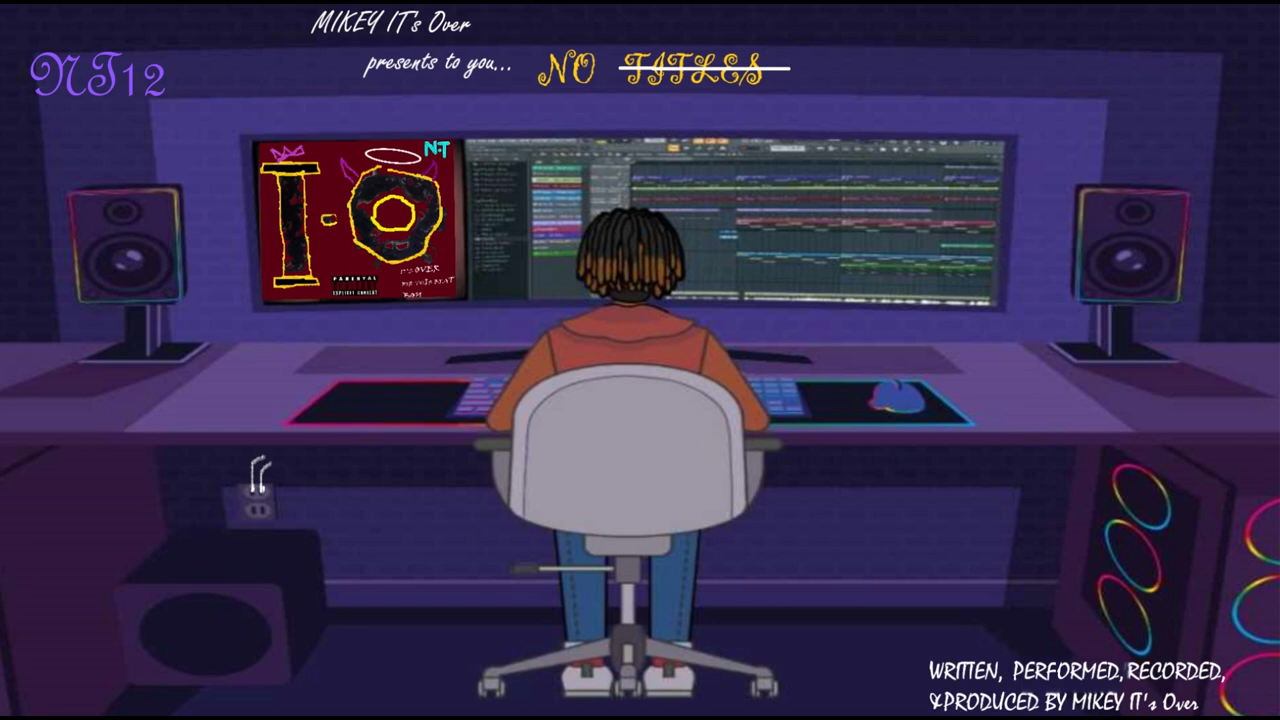 MIKEY IT's Over
presents to you...
NO TITLES
NT12
N.T
I-O
PARENTAL
EXPLICIT CONTENT
IT'S OVER
WRITTEN, PERFORMED, RECORDED,
&PRODUCED BY MIKEY IT's Over